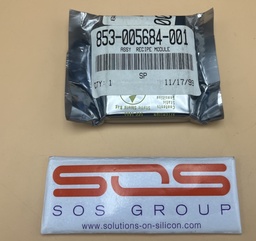 853-005684-001
ASSY RECIPE MODULE
SP
QTY: 1 11/17/98
SOS
SOS GROUP
www.solutions-on-silicon.com